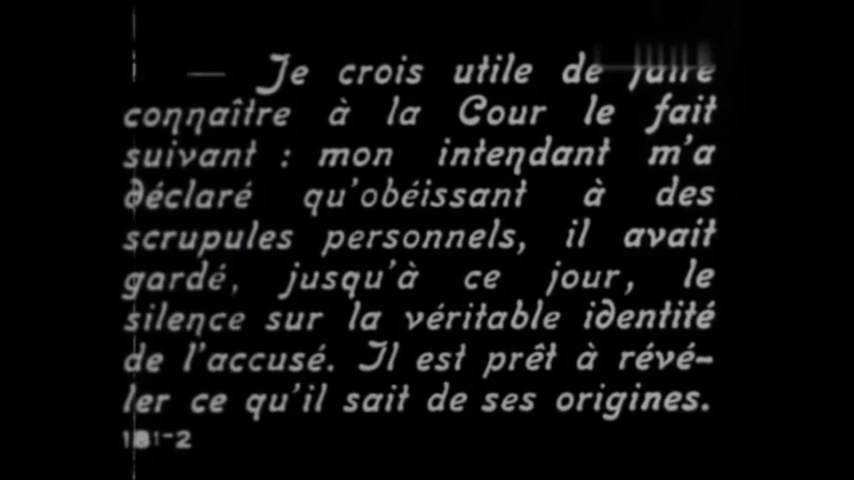 — Je crois utile de faire
connaître à la Cour le fait
suivant : mon intendant m'a
déclaré qu'obéissant à des
scrupules personnels, il avait
gardé, jusqu'à ce jour, le
silence sur la véritable identité
de l'accusé. Il est prêt à révé-
ler ce qu'il sait de ses origines.
181-2